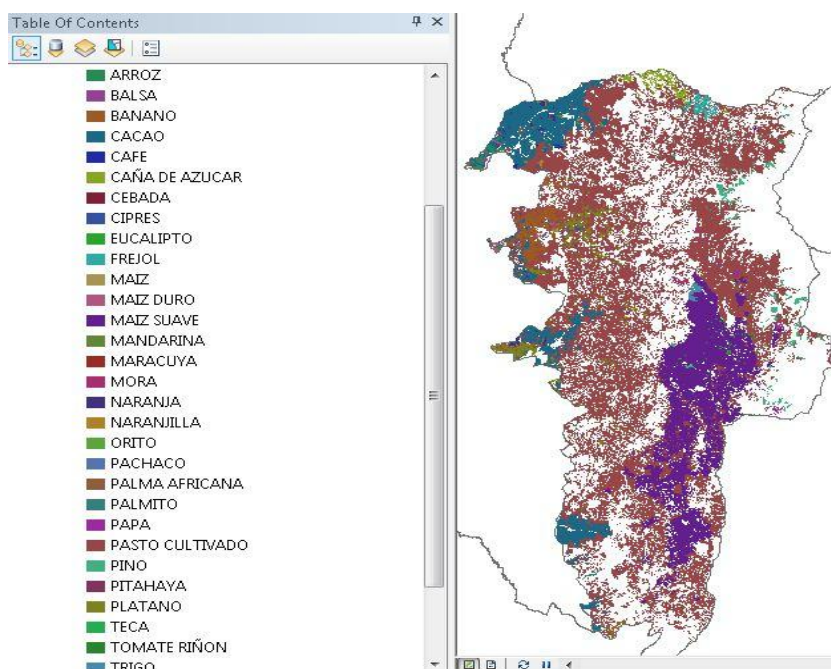 Table Of Contents
ARROZ
BALSA
BANANO
CACAO
CAFE
CAÑA DE AZUCAR
CEBADA
CIPRES
EUCALIPTO
FREJOL
MAIZ
MAIZ DURO
MAIZ SUAVE
MANDARINA
MARACUYA
MORA
NARANJA
NARANJILLA
ORITO
PACHACO
PALMA AFRICANA
PALMITO
PAPA
PASTO CULTIVADO
PINO
PITAHAYA
PLATANO
TECA
TOMATE RIÑON
TRIGO